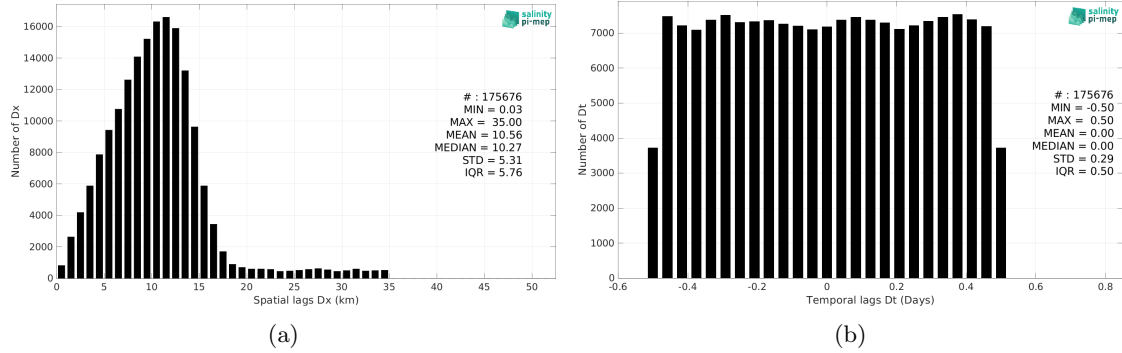 16000
14000
12000
10000
8000
6000
4000
2000
0
Number of Dx
0 5 10 15 20 25 30 35 40 45 50
Spatial lags Dx (km)
salinity
pi-mep
# : 175676
MIN = 0.03
MAX = 35.00
MEAN = 10.56
MEDIAN = 10.27
STD = 5.31
IQR = 5.76
(a)
7000
6000
5000
4000
3000
2000
1000
0
Number of Dt
-0.6 -0.4 -0.2 0 0.2 0.4 0.6 0.8
Temporal lags Dt (Days)
salinity
pi-mep
# : 175676
MIN = -0.50
MAX = 0.50
MEAN = 0.00
MEDIAN = 0.00
STD = 0.29
IQR = 0.50
(b)